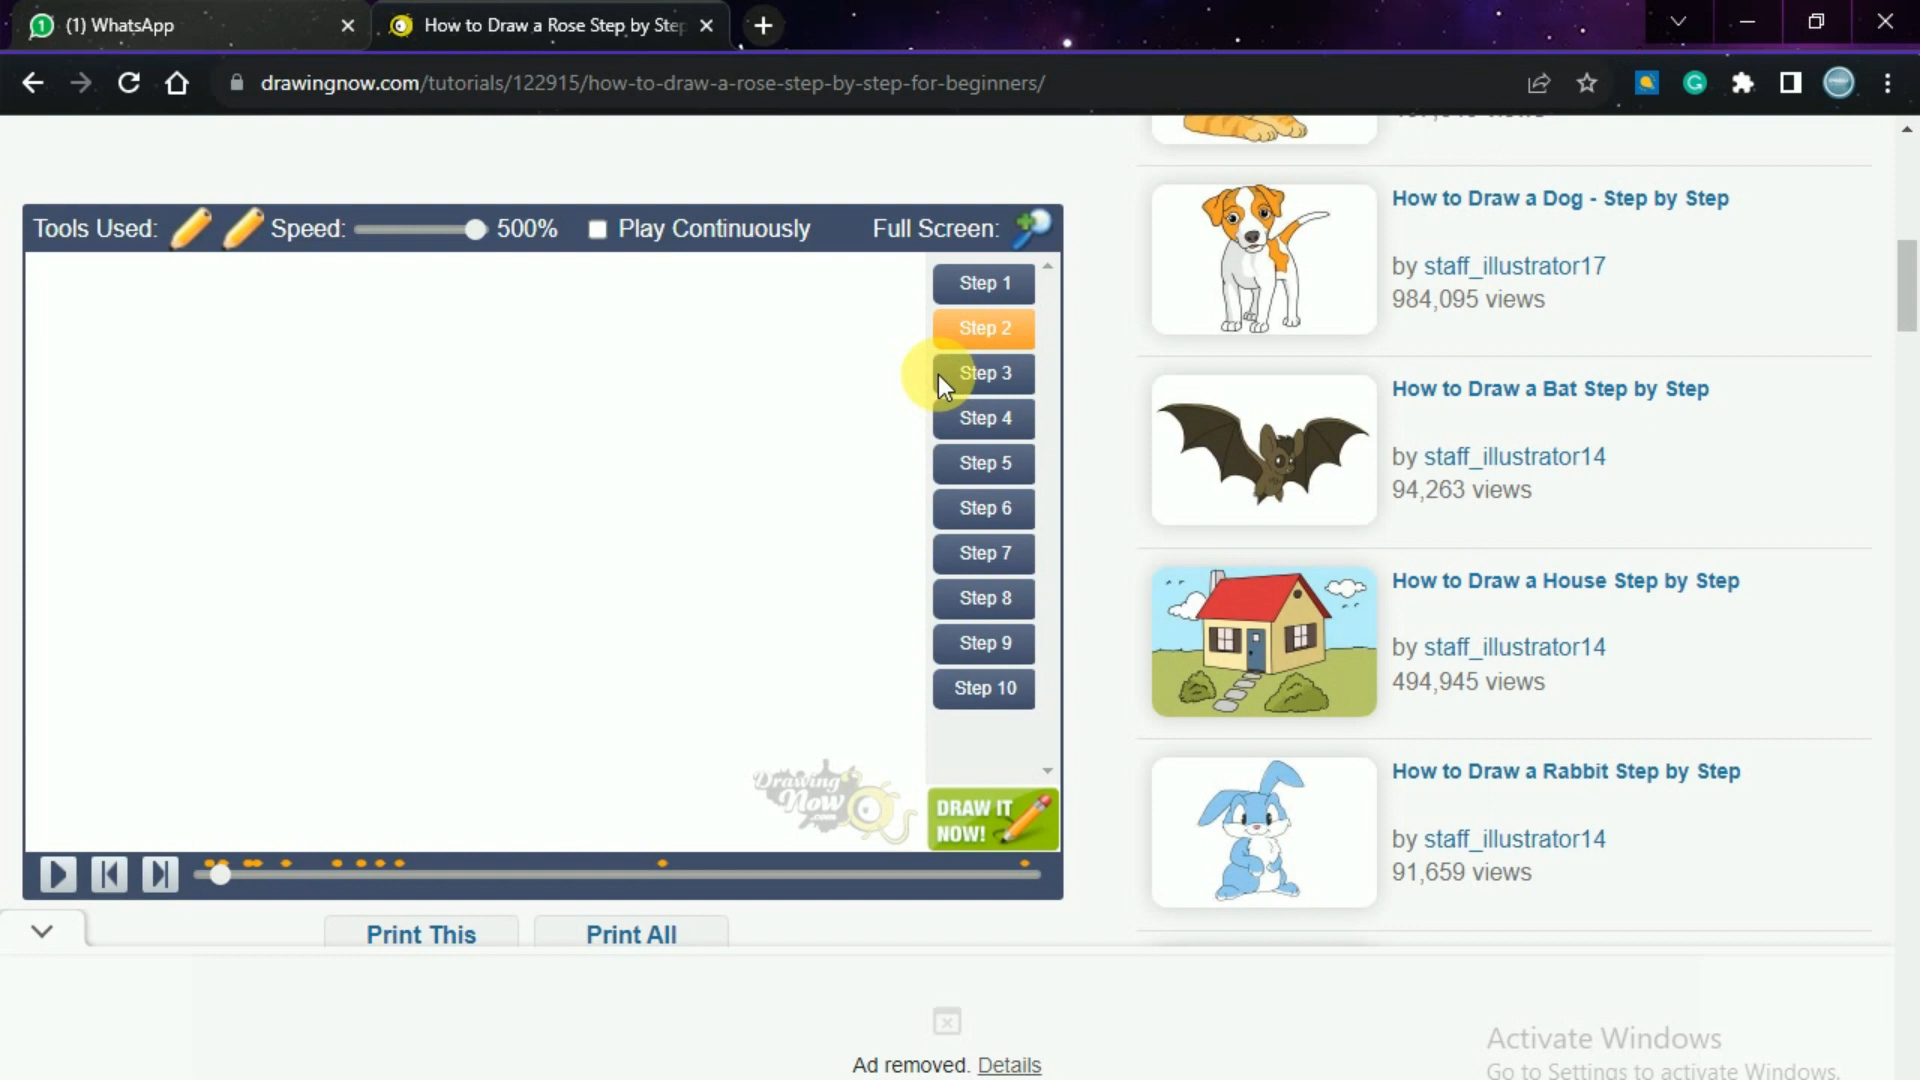 (1) WhatsApp
How to Draw a Rose Step by Step
drawingnow.com/tutorials/122915/how-to-draw-a-rose-step-by-step-for-beginners/
Tools Used:
Speed:
500%
Play Continuously
Full Screen:
Step 1
Step 2
Step 3
Step 4
Step 5
Step 6
Step 7
Step 8
Step 9
Step 10
Drawing
Now
.com
DRAW IT
NOW!
Print This
Print All
How to Draw a Dog - Step by Step
by staff_illustrator17
984,095 views
How to Draw a Bat Step by Step
by staff_illustrator14
94,263 views
How to Draw a House Step by Step
by staff_illustrator14
494,945 views
How to Draw a Rabbit Step by Step
by staff_illustrator14
91,659 views
Ad removed. Details
Activate Windows
Go to Settings to activate Windows.